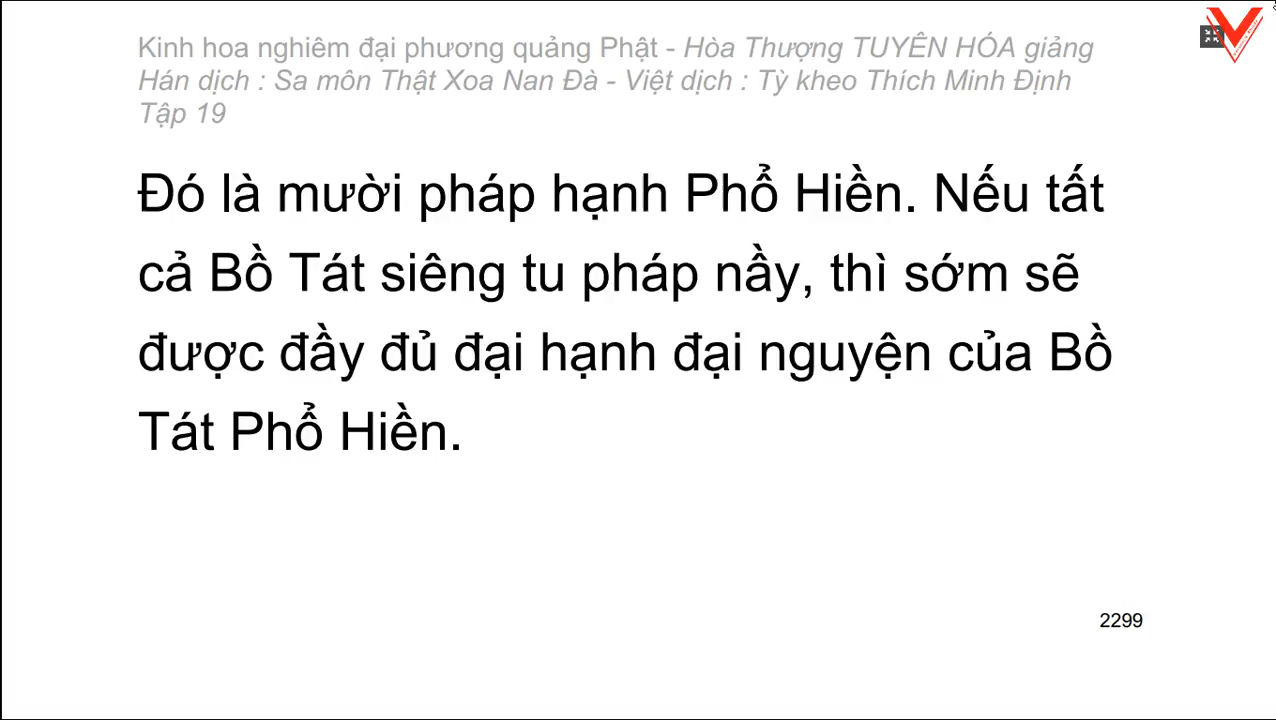 Kinh hoa nghiêm đại phương quảng Phật - Hòa Thượng TUYÊN HÓA giảng
Hán dịch : Sa môn Thật Xoa Nan Đà - Việt dịch : Tỳ kheo Thích Minh Định
Tập 19
Đó là mười pháp hạnh Phổ Hiền. Nếu tất
cả Bồ Tát siêng tu pháp nầy, thì sớm sẽ
được đầy đủ đại hạnh đại nguyện của Bồ
Tát Phổ Hiền.
2299